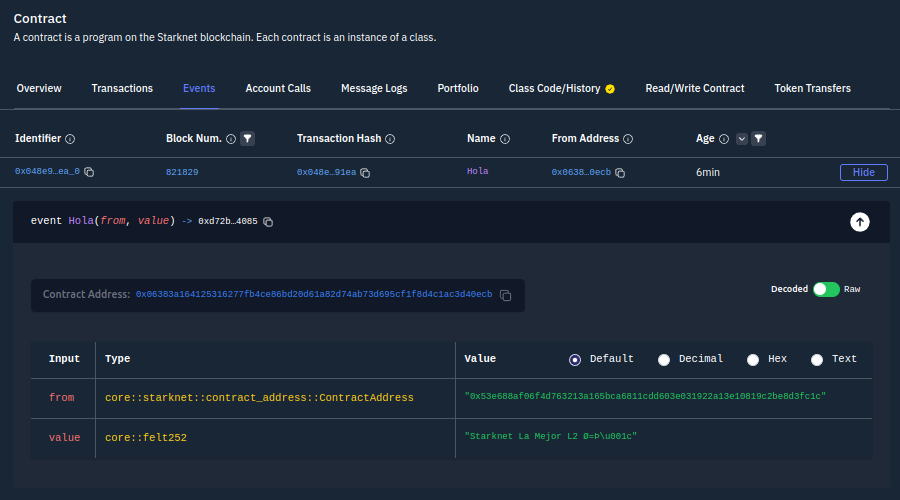 Contract
A contract is a program on the Starknet blockchain. Each contract is an instance of a class.
Overview Transactions Events Account Calls Message Logs Portfolio Class Code/History Read/Write Contract Token Transfers
Identifier Block Num. Transaction Hash Name From Address Age
0x048e9…ea_0 821829 0x048e…91ea Hola 0x0638…0ecb 6min Hide
event Hola(from, value) -> 0xd72b…4085
Contract Address: 0x06383a164125316277fb4ce86bd20d61a82d74ab73d695cf1f8d4c1ac3d40ecb Decoded Raw
Input Type Value Default Decimal Hex Text
from core::starknet::contract_address::ContractAddress "0x53e688af06f4d763213a165bca6811cdd603e031922a13e10819c2be8d3fc1c"
value core::felt252 "Starknet La Mejor L2 Ø=Þ\u001c"